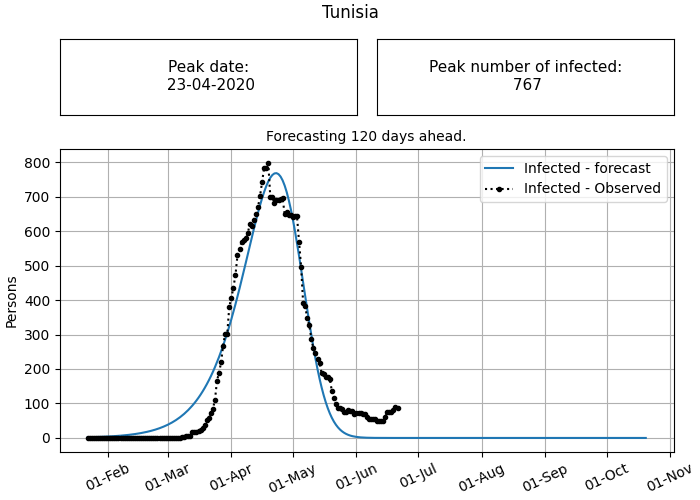 Tunisia
Peak date:
23-04-2020
Peak number of infected:
767
Forecasting 120 days ahead.
Infected - forecast
Infected - Observed
Persons
800
700
600
500
400
300
200
100
0
01-Feb
01-Mar
01-Apr
01-May
01-Jun
01-Jul
01-Aug
01-Sep
01-Oct
01-Nov